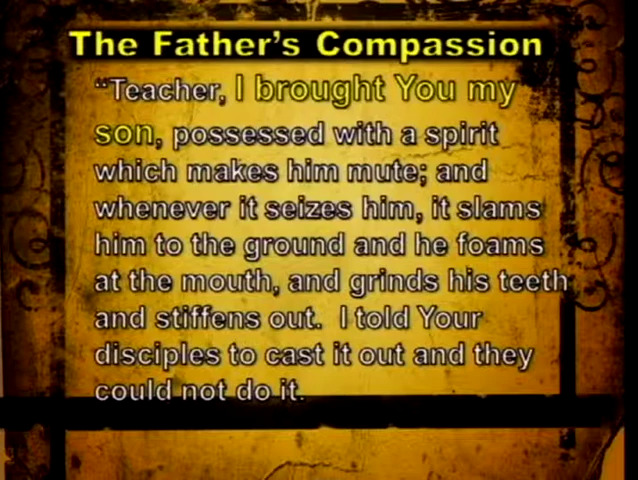 The Father's Compassion
“Teacher, I brought You my
son, possessed with a spirit
which makes him mute; and
whenever it seizes him, it slams
him to the ground and he foams
at the mouth, and grinds his teeth
and stiffens out.  I told Your
disciples to cast it out and they
could not do it.